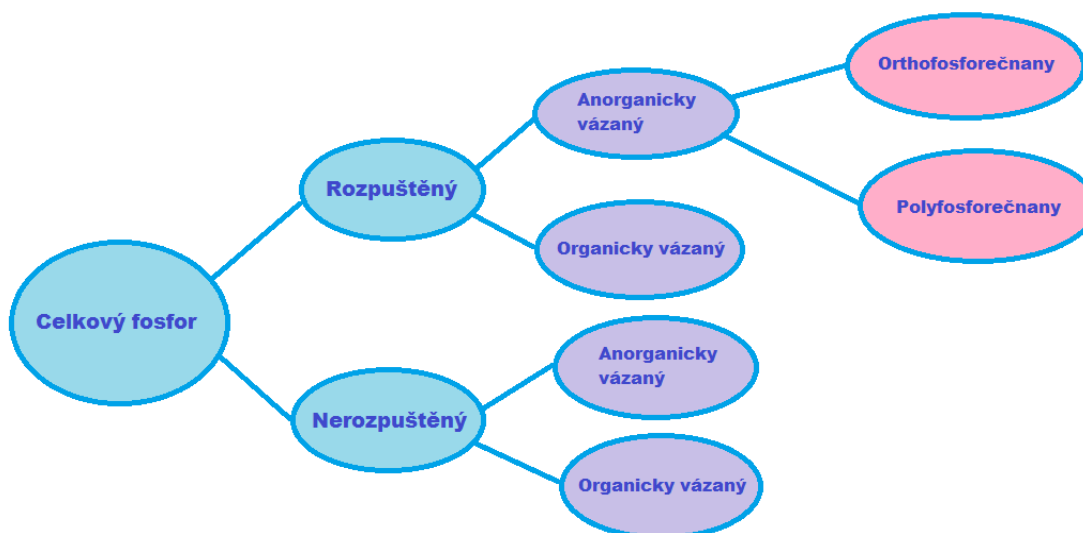 Celkový fosfor
Rozpuštěný
Nerozpuštěný
Anorganicky
vázaný
Organicky vázaný
Anorganicky
vázaný
Organicky vázaný
Orthofosforečnany
Polyfosforečnany